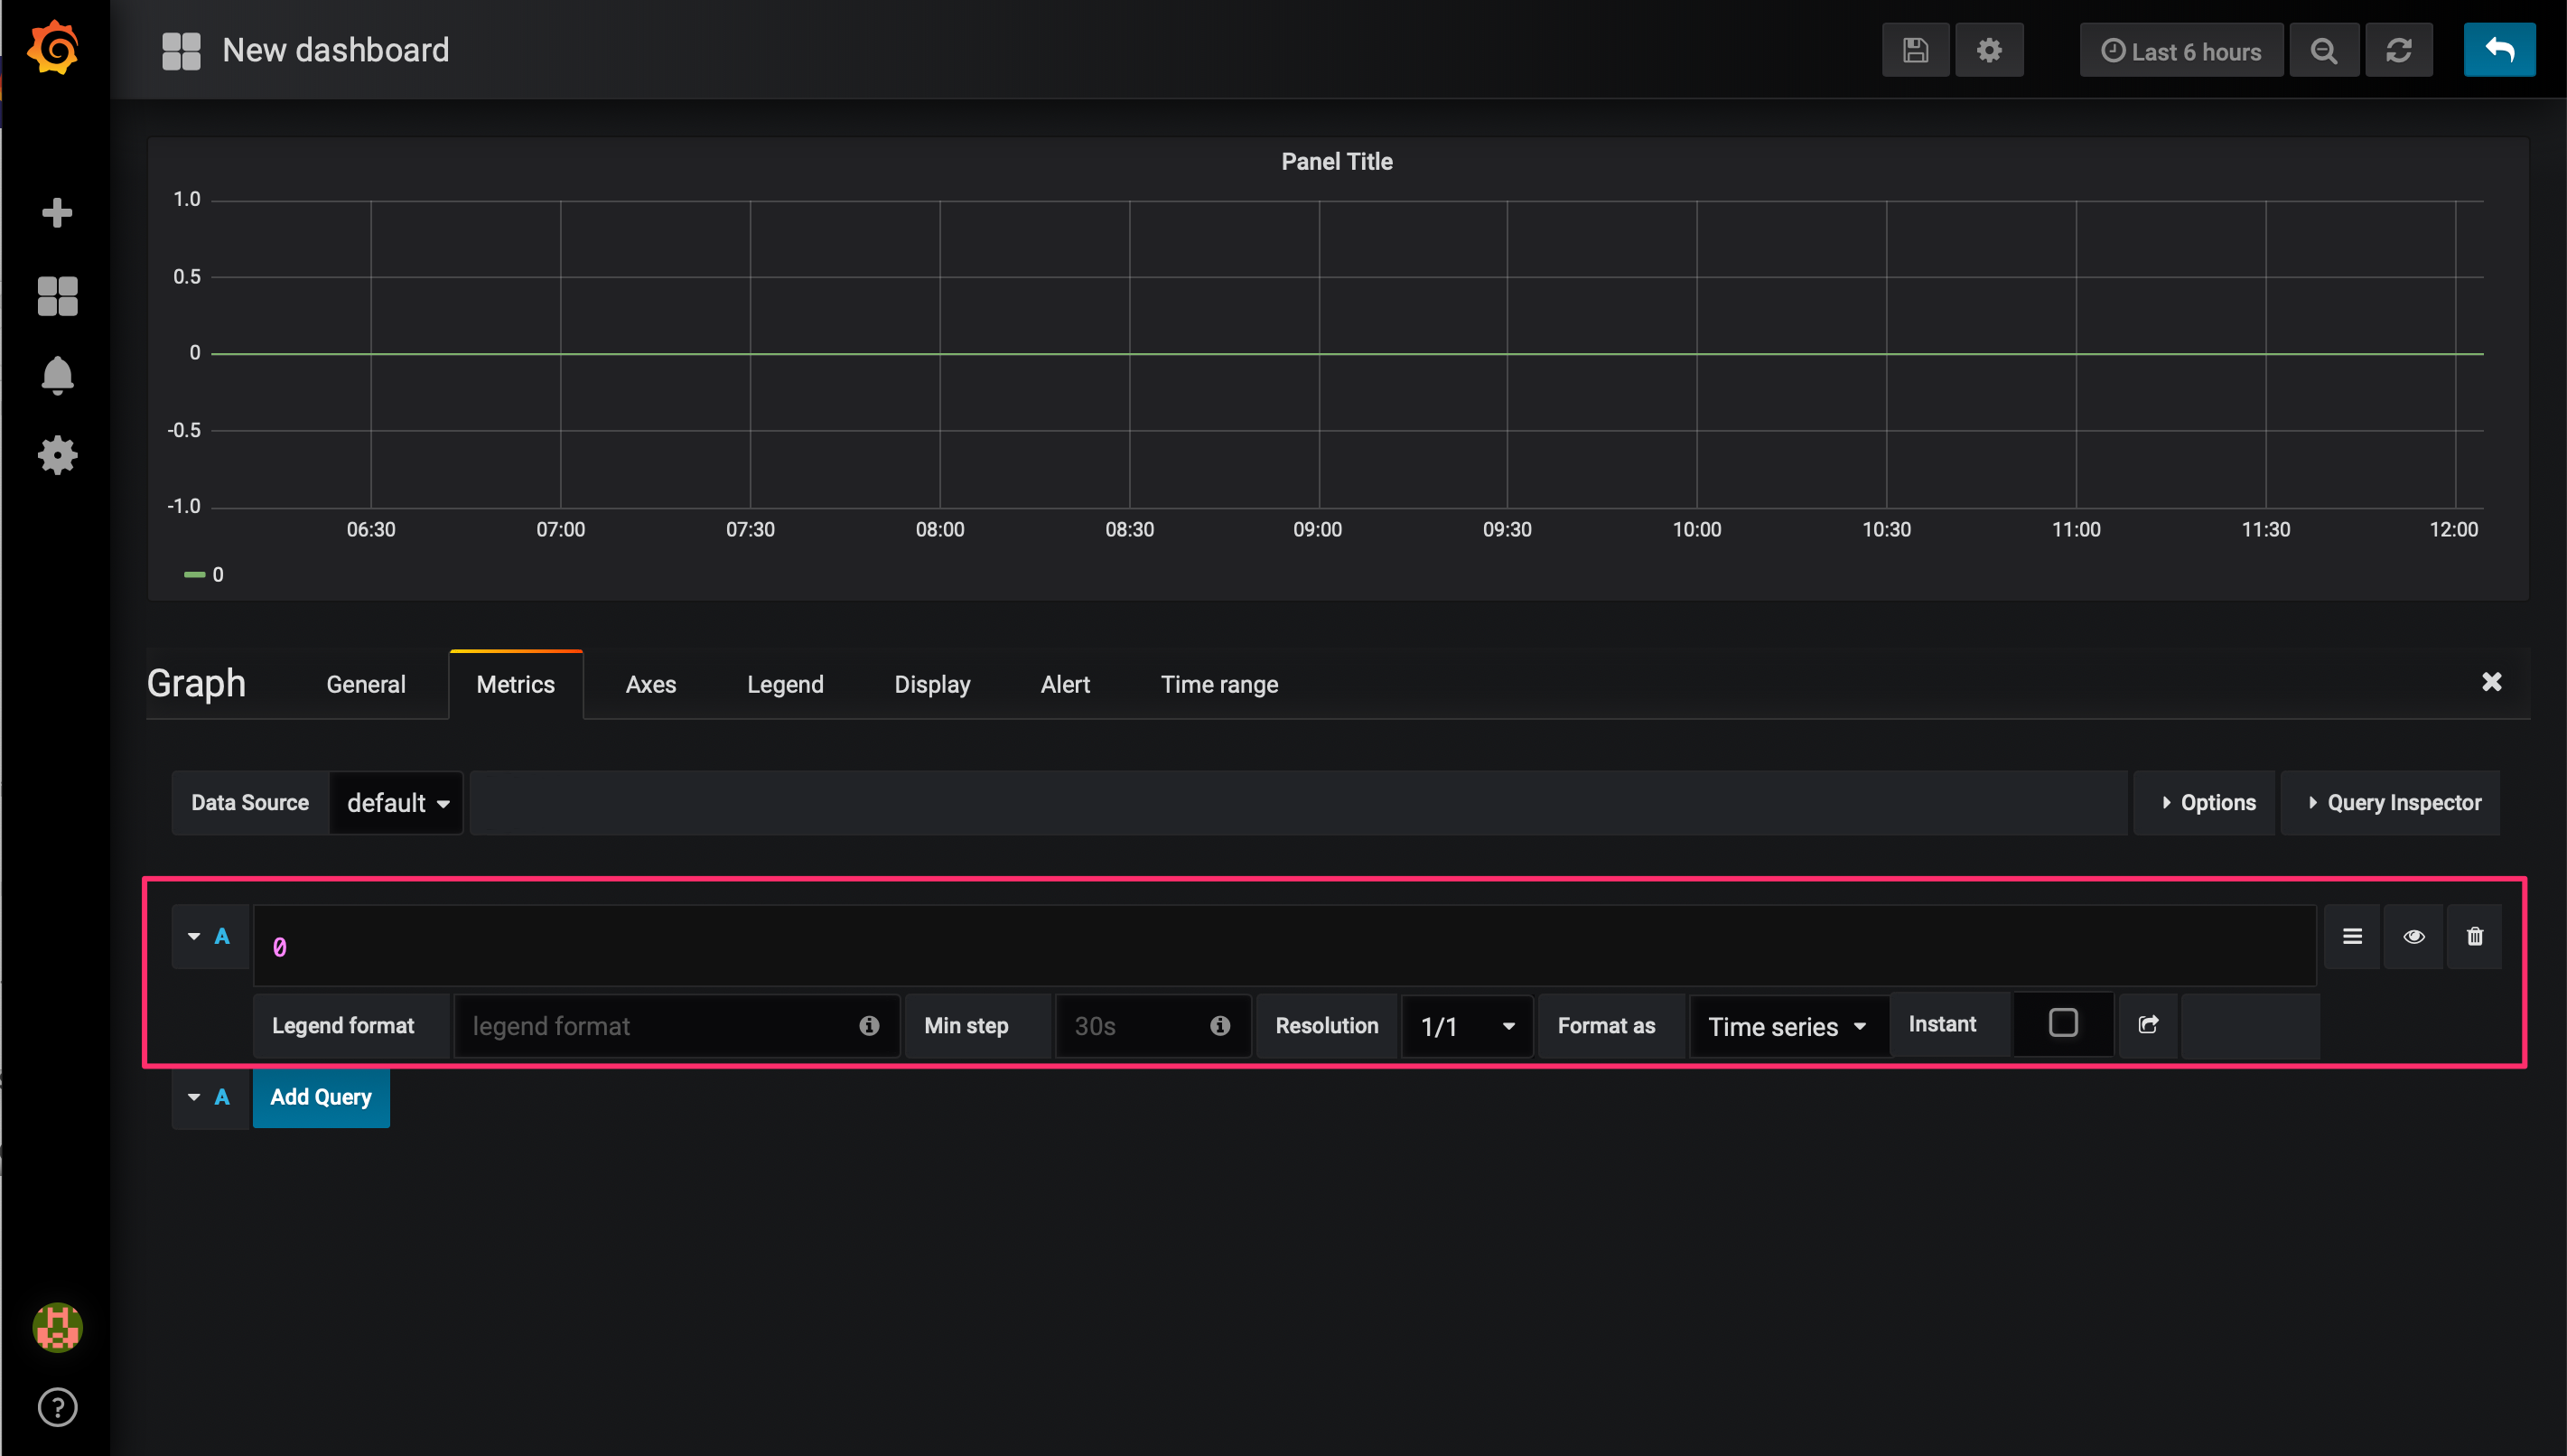 New dashboard
Last 6 hours
Panel Title
1.0
0.5
0
-0.5
-1.0
06:30 07:00 07:30 08:00 08:30 09:00 09:30 10:00 10:30 11:00 11:30 12:00
0
Graph General Metrics Axes Legend Display Alert Time range
Data Source default Options Query Inspector
A 0
Legend format legend format Min step 30s Resolution 1/1 Format as Time series Instant
A Add Query